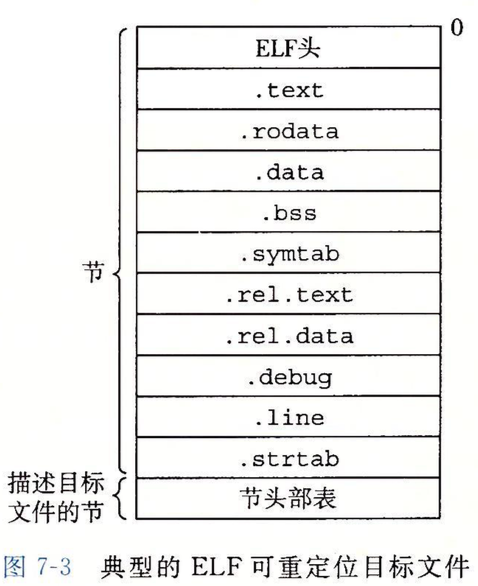 0
ELF头
.text
.rodata
.data
.bss
.symtab
节
.rel.text
.rel.data
.debug
.line
.strtab
描述目标
文件的节
节头部表
图 7-3 典型的 ELF 可重定位目标文件